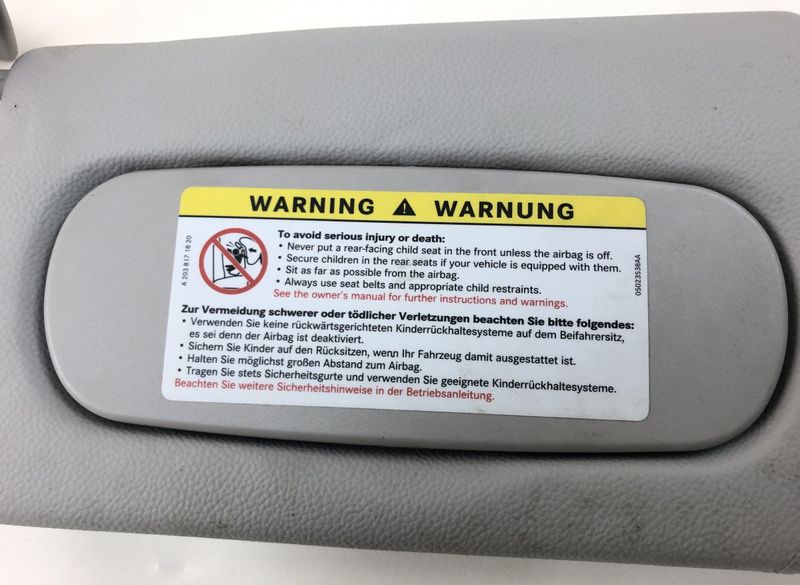 WARNING ⚠ WARNUNG
A 203 817 18 20
To avoid serious injury or death:
• Never put a rear-facing child seat in the front unless the airbag is off.
• Secure children in the rear seats if your vehicle is equipped with them.
• Sit as far as possible from the airbag.
• Always use seat belts and appropriate child restraints.
See the owner's manual for further instructions and warnings.
05023538AA
Zur Vermeidung schwerer oder tödlicher Verletzungen beachten Sie bitte folgendes:
• Verwenden Sie keine rückwärtsgerichteten Kinderrückhaltesysteme auf dem Beifahrersitz,
es sei denn der Airbag ist deaktiviert.
• Sichern Sie Kinder auf den Rücksitzen, wenn Ihr Fahrzeug damit ausgestattet ist.
• Halten Sie möglichst großen Abstand zum Airbag.
• Tragen Sie stets Sicherheitsgurte und verwenden Sie geeignete Kinderrückhaltesysteme.
Beachten Sie weitere Sicherheitshinweise in der Betriebsanleitung.